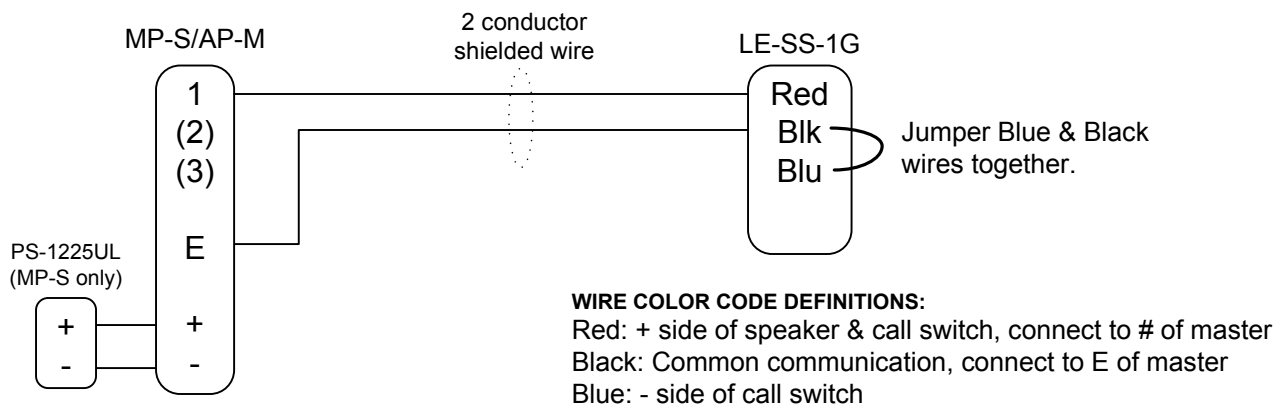 MP-S/AP-M
1
(2)
(3)
E
+
-
2 conductor
shielded wire
LE-SS-1G
Red
Blk
Blu
Jumper Blue & Black
wires together.
PS-1225UL
(MP-S only)
+
-
WIRE COLOR CODE DEFINITIONS:
Red: + side of speaker & call switch, connect to # of master
Black: Common communication, connect to E of master
Blue: - side of call switch